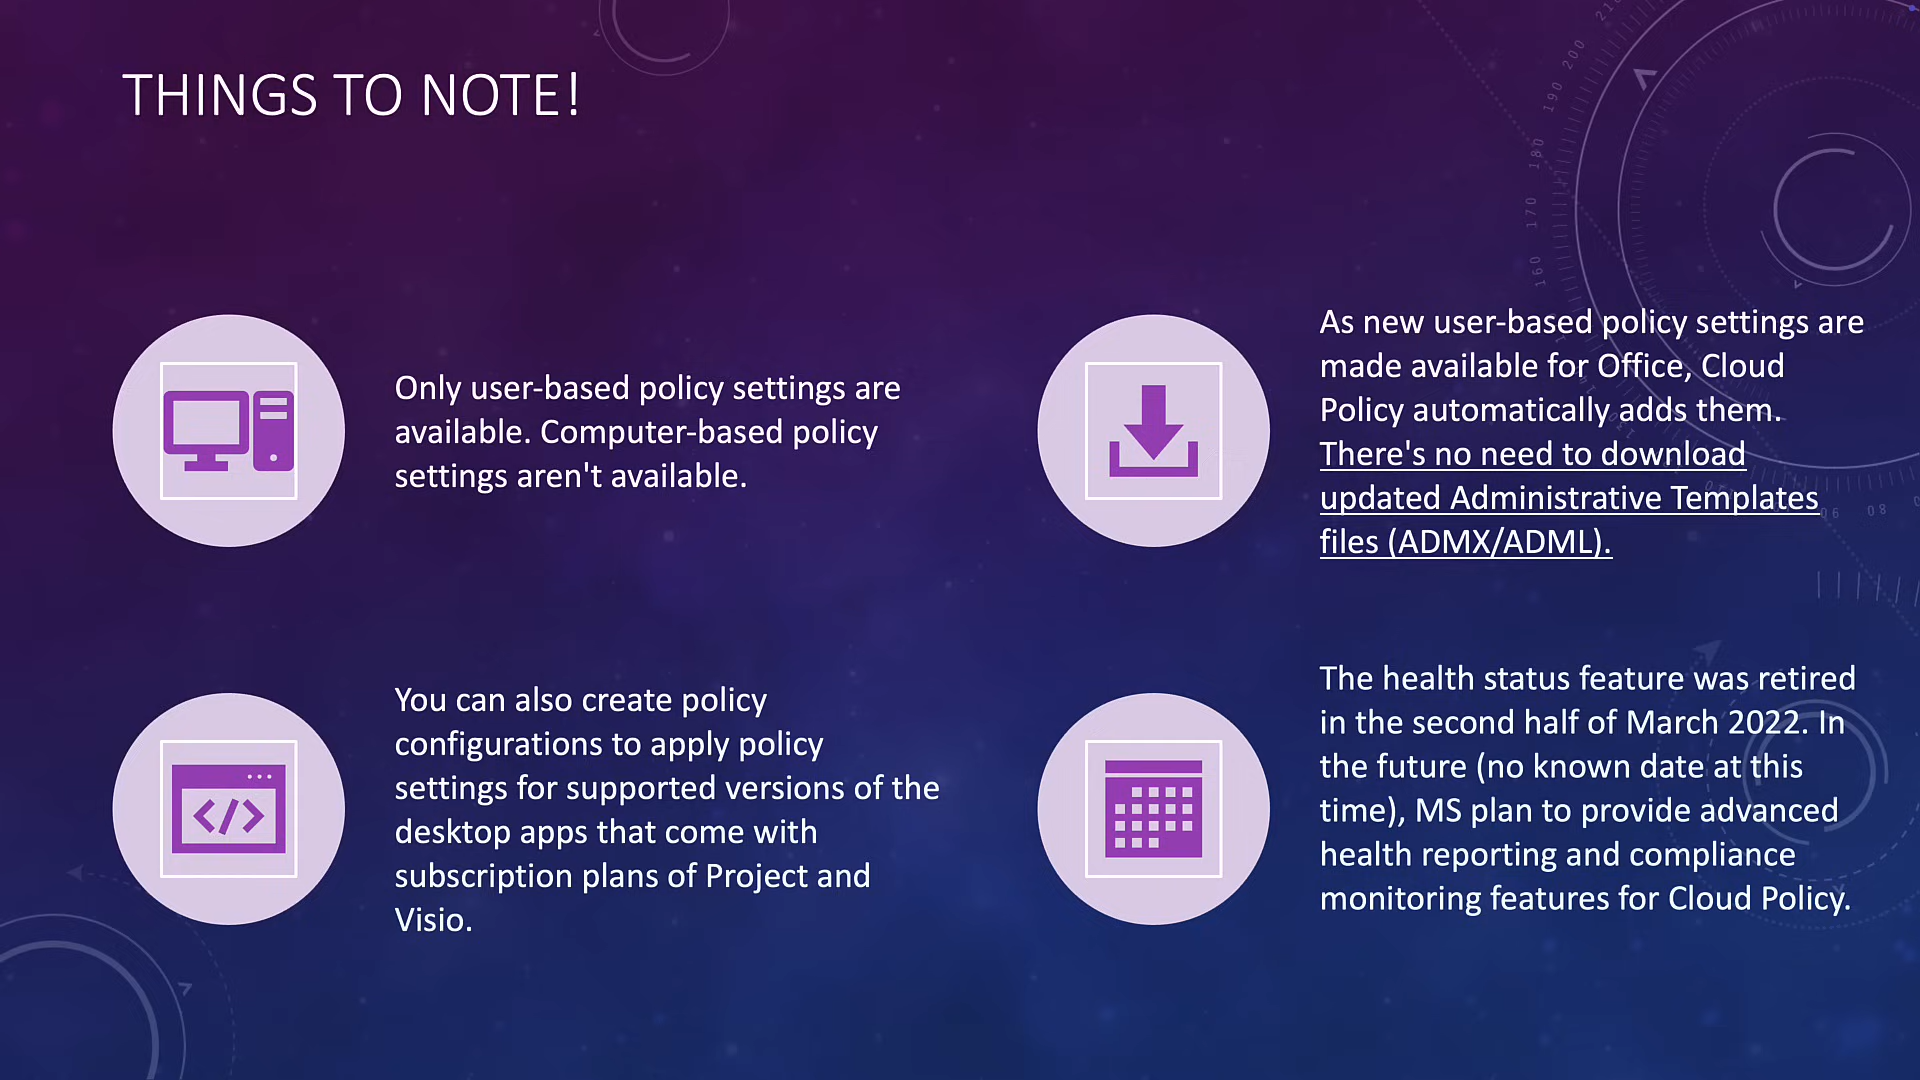 THINGS TO NOTE!
Only user-based policy settings are
available. Computer-based policy
settings aren't available.
As new user-based policy settings are
made available for Office, Cloud
Policy automatically adds them.
There's no need to download
updated Administrative Templates
files (ADMX/ADML).
You can also create policy
configurations to apply policy
settings for supported versions of the
desktop apps that come with
subscription plans of Project and
Visio.
The health status feature was retired
in the second half of March 2022. In
the future (no known date at this
time), MS plan to provide advanced
health reporting and compliance
monitoring features for Cloud Policy.